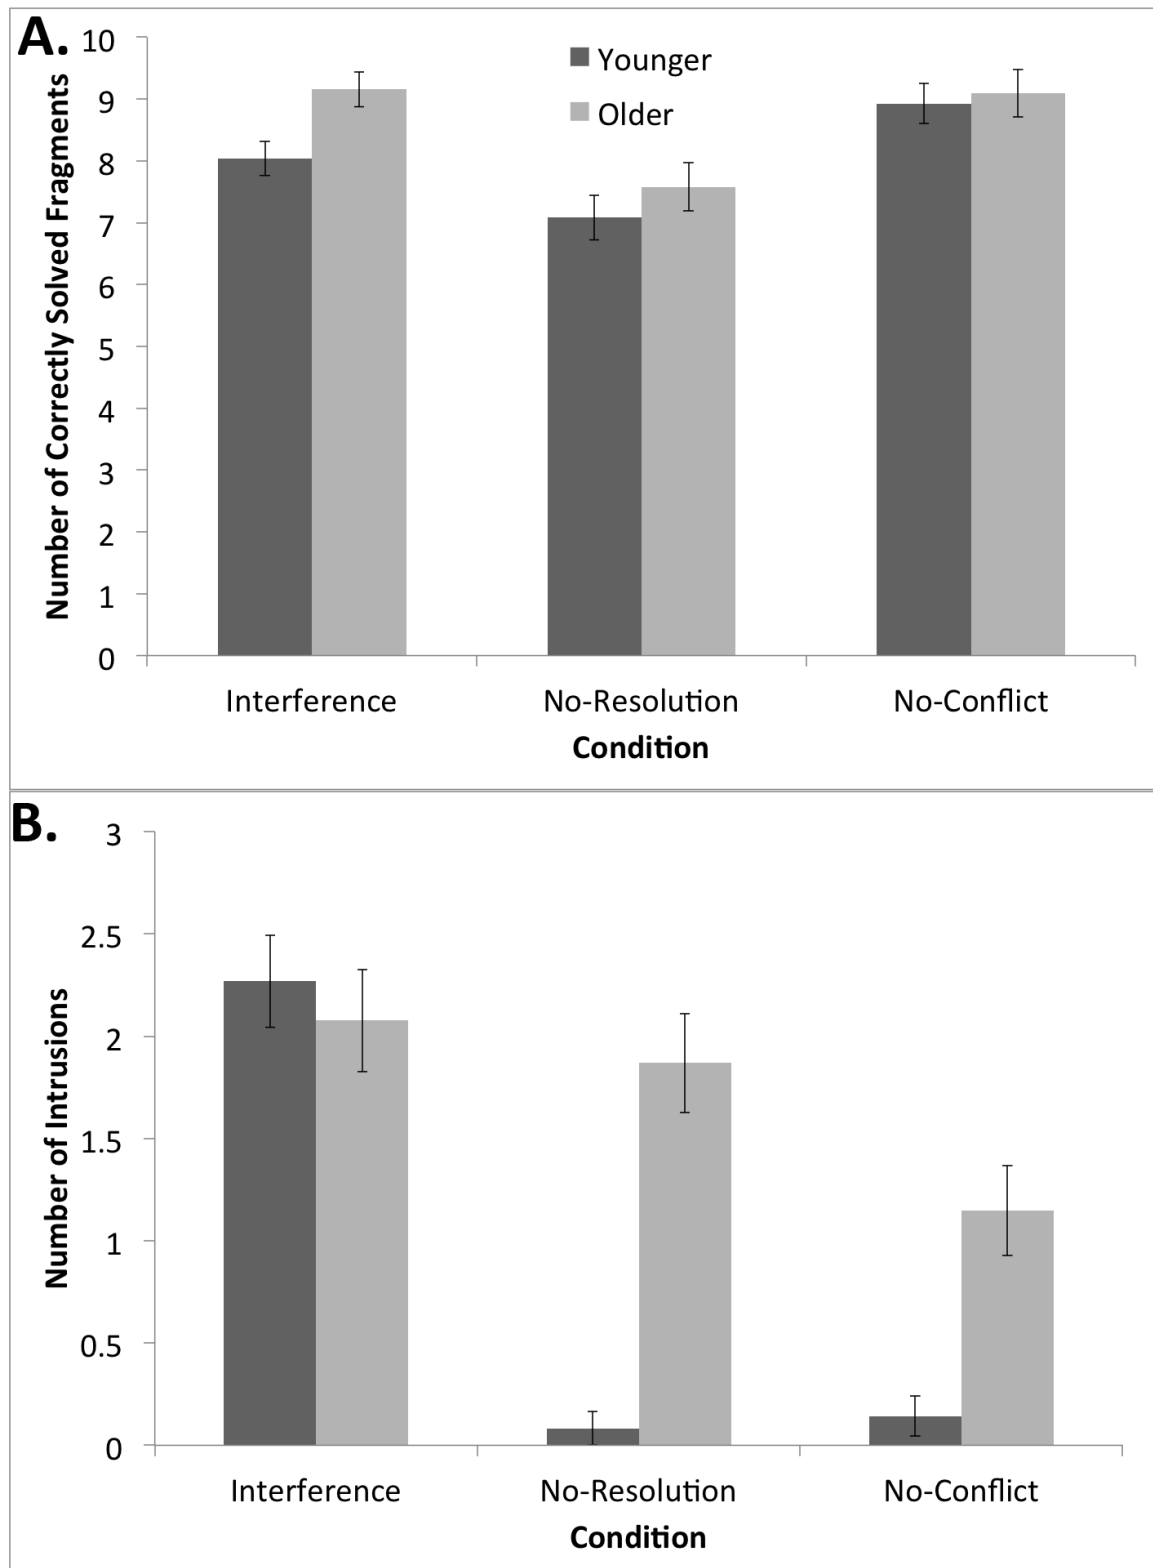 A.
Number of Correctly Solved Fragments
10
9
8
7
6
5
4
3
2
1
0
Younger
Older
Interference No-Resolution No-Conflict
Condition
B.
Number of Intrusions
3
2.5
2
1.5
1
0.5
0
Interference No-Resolution No-Conflict
Condition